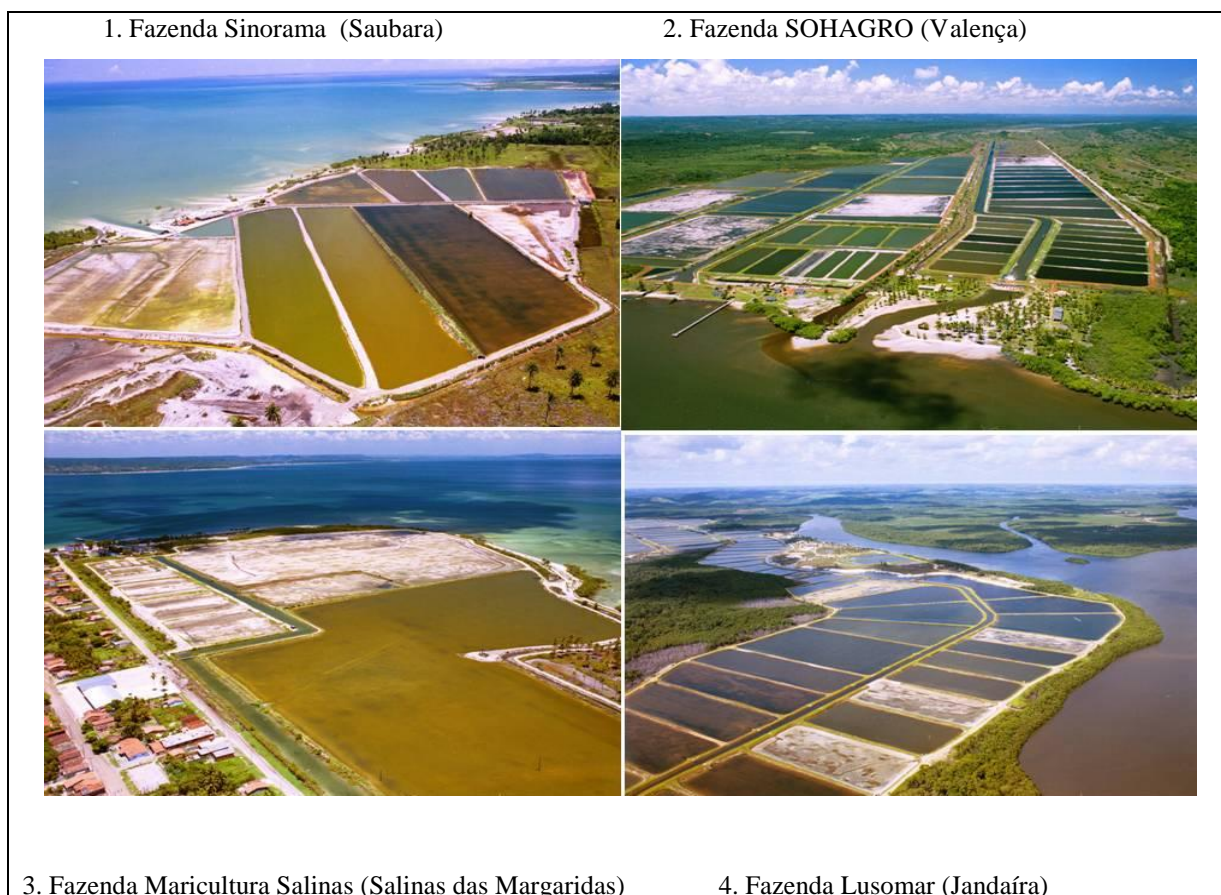 1. Fazenda Sinorama (Saubara)
2. Fazenda SOHAGRO (Valença)
3. Fazenda Maricultura Salinas (Salinas das Margaridas)
4. Fazenda Lusomar (Jandaíra)